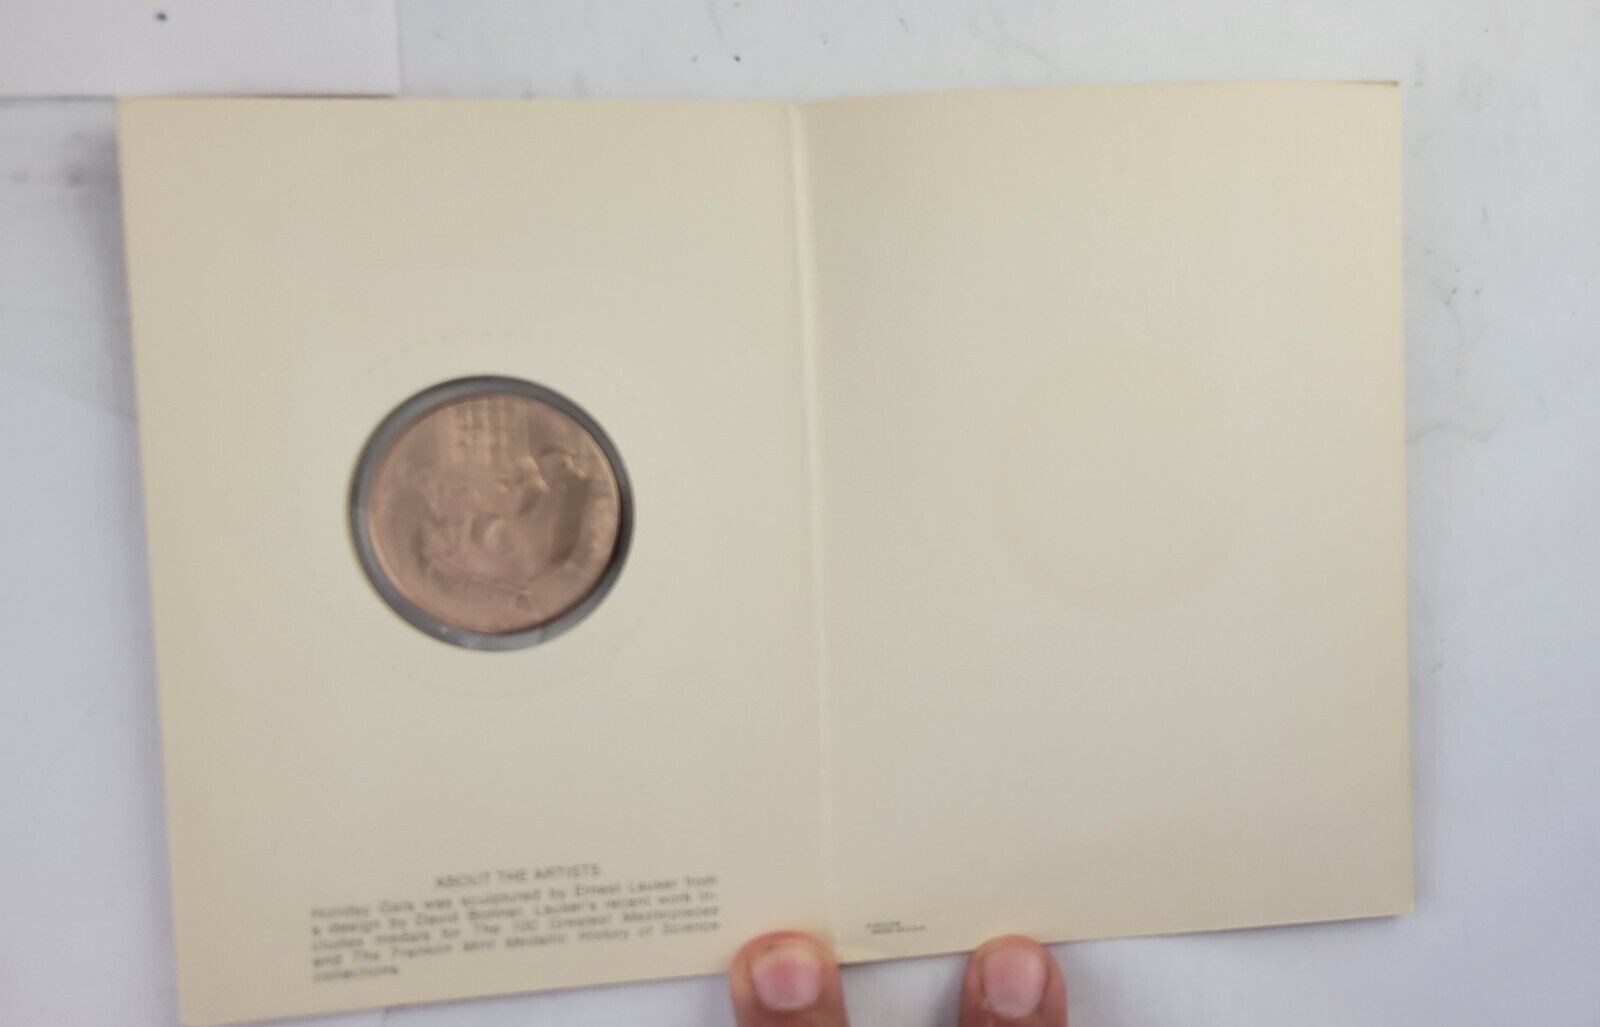 ABOUT THE ARTISTS
Holiday Gala was sculptured by Ernest Lauser from
a design by David Bonner. Lauser's recent work in-
cludes medals for The 100 Greatest Masterpieces
and The Franklin Mint Medallic History of Science
collections.